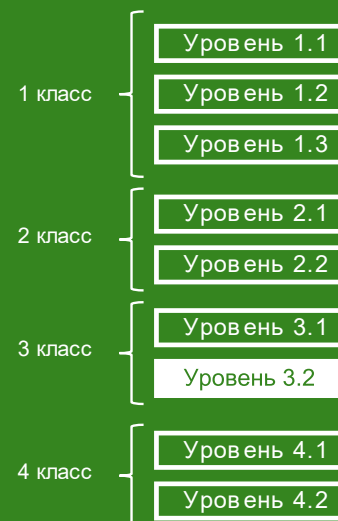 1 класс
Уровень 1.1
Уровень 1.2
Уровень 1.3
2 класс
Уровень 2.1
Уровень 2.2
3 класс
Уровень 3.1
Уровень 3.2
4 класс
Уровень 4.1
Уровень 4.2